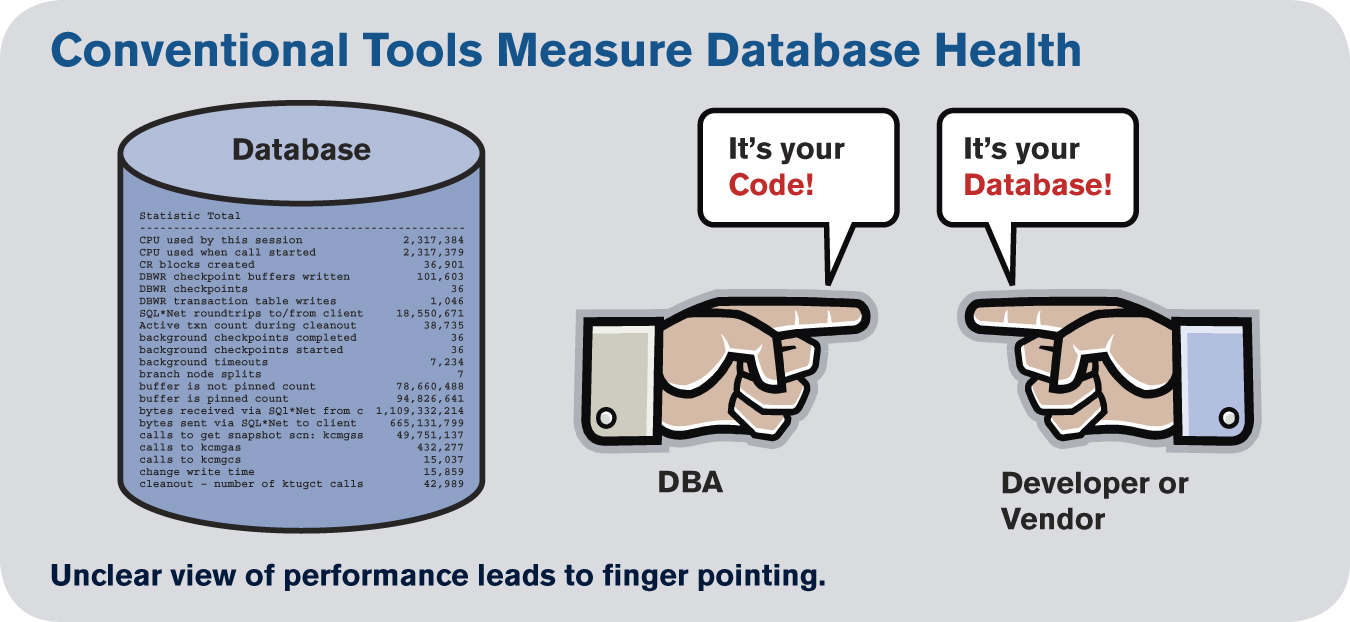 Conventional Tools Measure Database Health
Database
Statistic Total
-----------------------------------------------
CPU used by this session 2,317,384
CPU used when call started 2,317,379
CR blocks created 36,901
DBWR checkpoint buffers written 101,603
DBWR checkpoints 36
DBWR transaction table writes 1,046
SQL*Net roundtrips to/from client 18,550,671
Active txn count during cleanout 38,735
background checkpoints completed 36
background checkpoints started 36
background timeouts 7,234
branch node splits 7
buffer is not pinned count 78,660,488
buffer is pinned count 94,826,641
bytes received via SQl*Net from c 1,109,332,214
bytes sent via SQL*Net to client 665,131,799
calls to get snapshot scn: kcmgss 49,751,137
calls to kcmgas 432,277
calls to kcmgcs 15,037
change write time 15,859
cleanout - number of ktugct calls 42,989
It's your
Code!
It's your
Database!
DBA
Developer or
Vendor
Unclear view of performance leads to finger pointing.